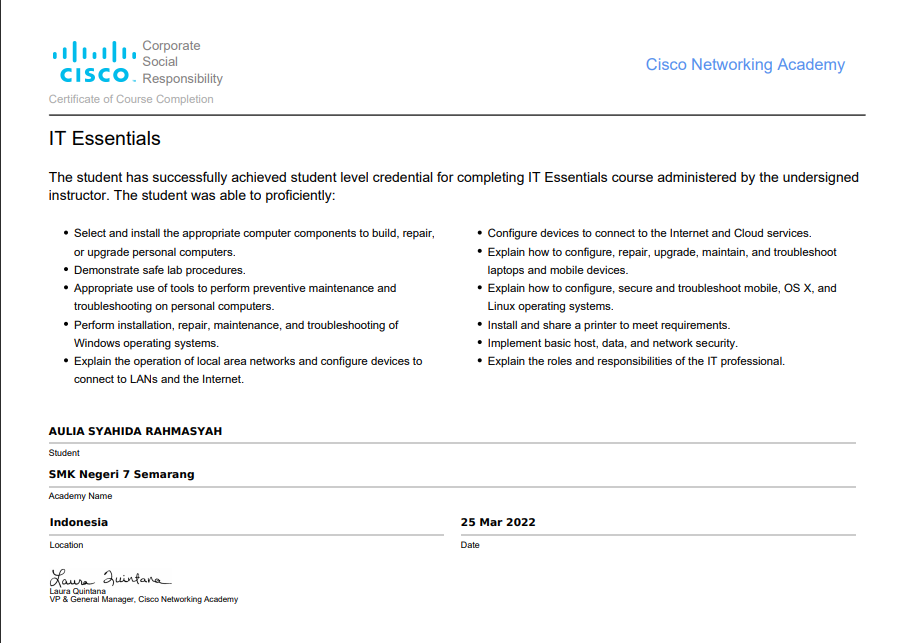 Corporate
Social
Responsibility
CISCO
Cisco Networking Academy
Certificate of Course Completion
IT Essentials
The student has successfully achieved student level credential for completing IT Essentials course administered by the undersigned
instructor. The student was able to proficiently:
• Select and install the appropriate computer components to build, repair,
or upgrade personal computers.
• Demonstrate safe lab procedures.
• Appropriate use of tools to perform preventive maintenance and
troubleshooting on personal computers.
• Perform installation, repair, maintenance, and troubleshooting of
Windows operating systems.
• Explain the operation of local area networks and configure devices to
connect to LANs and the Internet.
• Configure devices to connect to the Internet and Cloud services.
• Explain how to configure, repair, upgrade, maintain, and troubleshoot
laptops and mobile devices.
• Explain how to configure, secure and troubleshoot mobile, OS X, and
Linux operating systems.
• Install and share a printer to meet requirements.
• Implement basic host, data, and network security.
• Explain the roles and responsibilities of the IT professional.
AULIA SYAHIDA RAHMASYAH
Student
SMK Negeri 7 Semarang
Academy Name
Indonesia
Location
25 Mar 2022
Date
Laura Quintana
Laura Quintana
VP & General Manager, Cisco Networking Academy